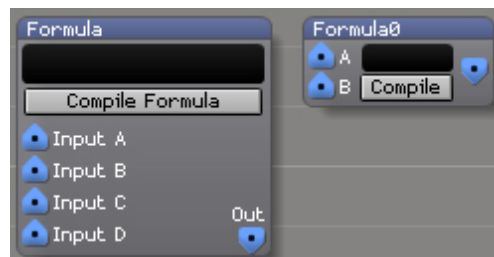 Formula
Compile Formula
Input A
Input B
Input C
Input D
Out
Formula0
A
B
Compile